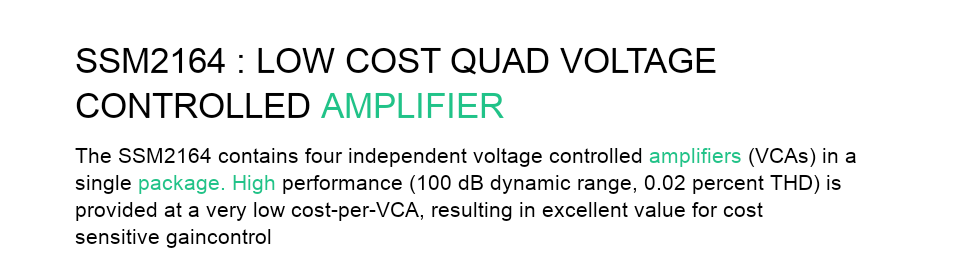 SSM2164 : LOW COST QUAD VOLTAGE
CONTROLLED AMPLIFIER
The SSM2164 contains four independent voltage controlled amplifiers (VCAs) in a
single package. High performance (100 dB dynamic range, 0.02 percent THD) is
provided at a very low cost-per-VCA, resulting in excellent value for cost
sensitive gaincontrol